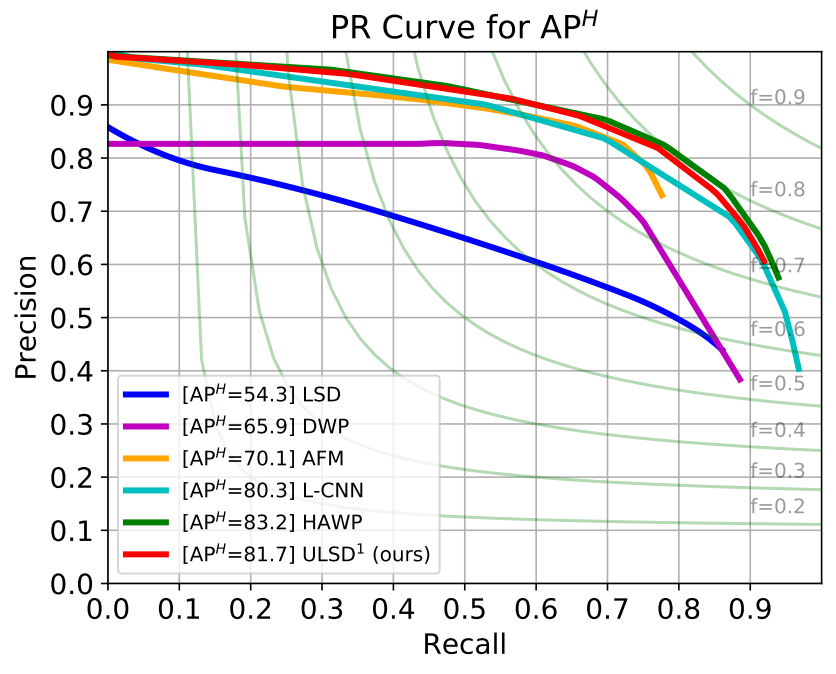 PR Curve for AP^H
Precision
0.9
0.8
0.7
0.6
0.5
0.4
0.3
0.2
0.1
0.0
f=0.9
f=0.8
f=0.7
f=0.6
f=0.5
f=0.4
f=0.3
f=0.2
[AP^H=54.3] LSD
[AP^H=65.9] DWP
[AP^H=70.1] AFM
[AP^H=80.3] L-CNN
[AP^H=83.2] HAWP
[AP^H=81.7] ULSD^1 (ours)
0.0 0.1 0.2 0.3 0.4 0.5 0.6 0.7 0.8 0.9
Recall